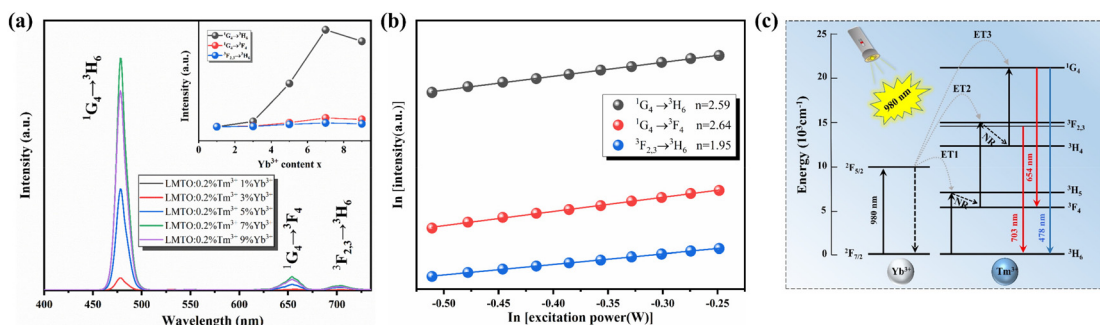 (a)
Intensity(a.u.)
400 450 500 550 600 650 700
Wavelength (nm)
¹G₄→³H₆
¹G₄→³F₄
³F₂,₃→³H₆
LMTO:0.2%Tm³⁺ 1%Yb³⁺
LMTO:0.2%Tm³⁺ 3%Yb³⁺
LMTO:0.2%Tm³⁺ 5%Yb³⁺
LMTO:0.2%Tm³⁺ 7%Yb³⁺
LMTO:0.2%Tm³⁺ 9%Yb³⁺
Intensity (a.u.)
¹G₄→³H₆
¹G₄→³F₄
³F₂,₃→³H₆
0 2 4 6 8
Yb³⁺ content x
(b)
ln [intensity(a.u.)]
¹G₄→³H₆ n=2.59
¹G₄→³F₄ n=2.64
³F₂,₃→³H₆ n=1.95
-0.50 -0.45 -0.40 -0.35 -0.30 -0.25
ln [excitation power(W)]
(c)
Energy (10³cm⁻¹)
25
20
15
10
5
0
980 nm
ET3
ET2
ET1
¹G₄
³F₂,₃
³H₄
³H₅
³F₄
³H₆
²F₅/₂
²F₇/₂
NR
NR
980 nm
703 nm
654 nm
478 nm
Yb³⁺
Tm³⁺